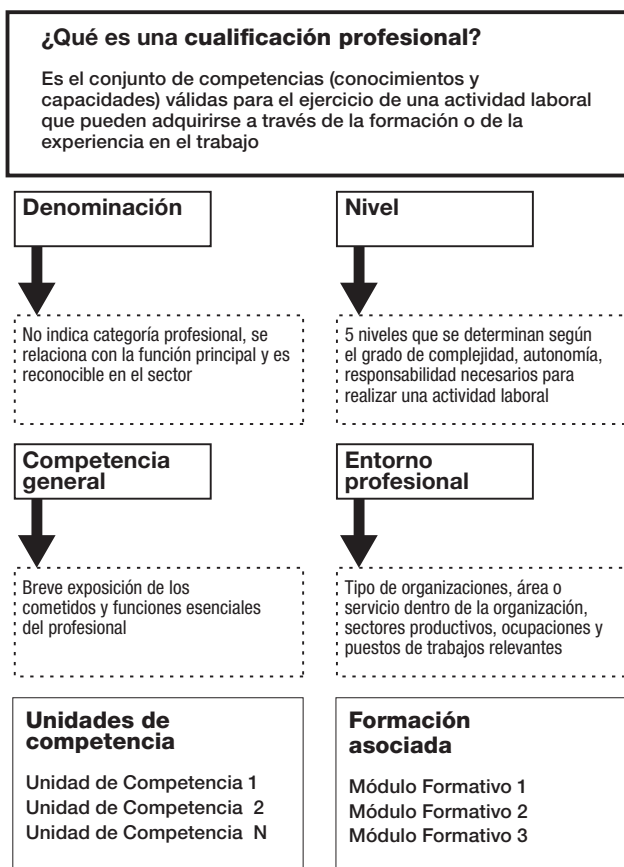 ¿Qué es una cualificación profesional?
Es el conjunto de competencias (conocimientos y
capacidades) válidas para el ejercicio de una actividad laboral
que pueden adquirirse a través de la formación o de la
experiencia en el trabajo
Denominación
No indica categoría profesional, se
relaciona con la función principal y es
reconocible en el sector
Nivel
5 niveles que se determinan según
el grado de complejidad, autonomía,
responsabilidad necesarios para
realizar una actividad laboral
Competencia
general
Breve exposición de los
cometidos y funciones esenciales
del profesional
Entorno
profesional
Tipo de organizaciones, área o
servicio dentro de la organización,
sectores productivos, ocupaciones y
puestos de trabajos relevantes
Unidades de
competencia
Unidad de Competencia 1
Unidad de Competencia 2
Unidad de Competencia N
Formación
asociada
Módulo Formativo 1
Módulo Formativo 2
Módulo Formativo 3